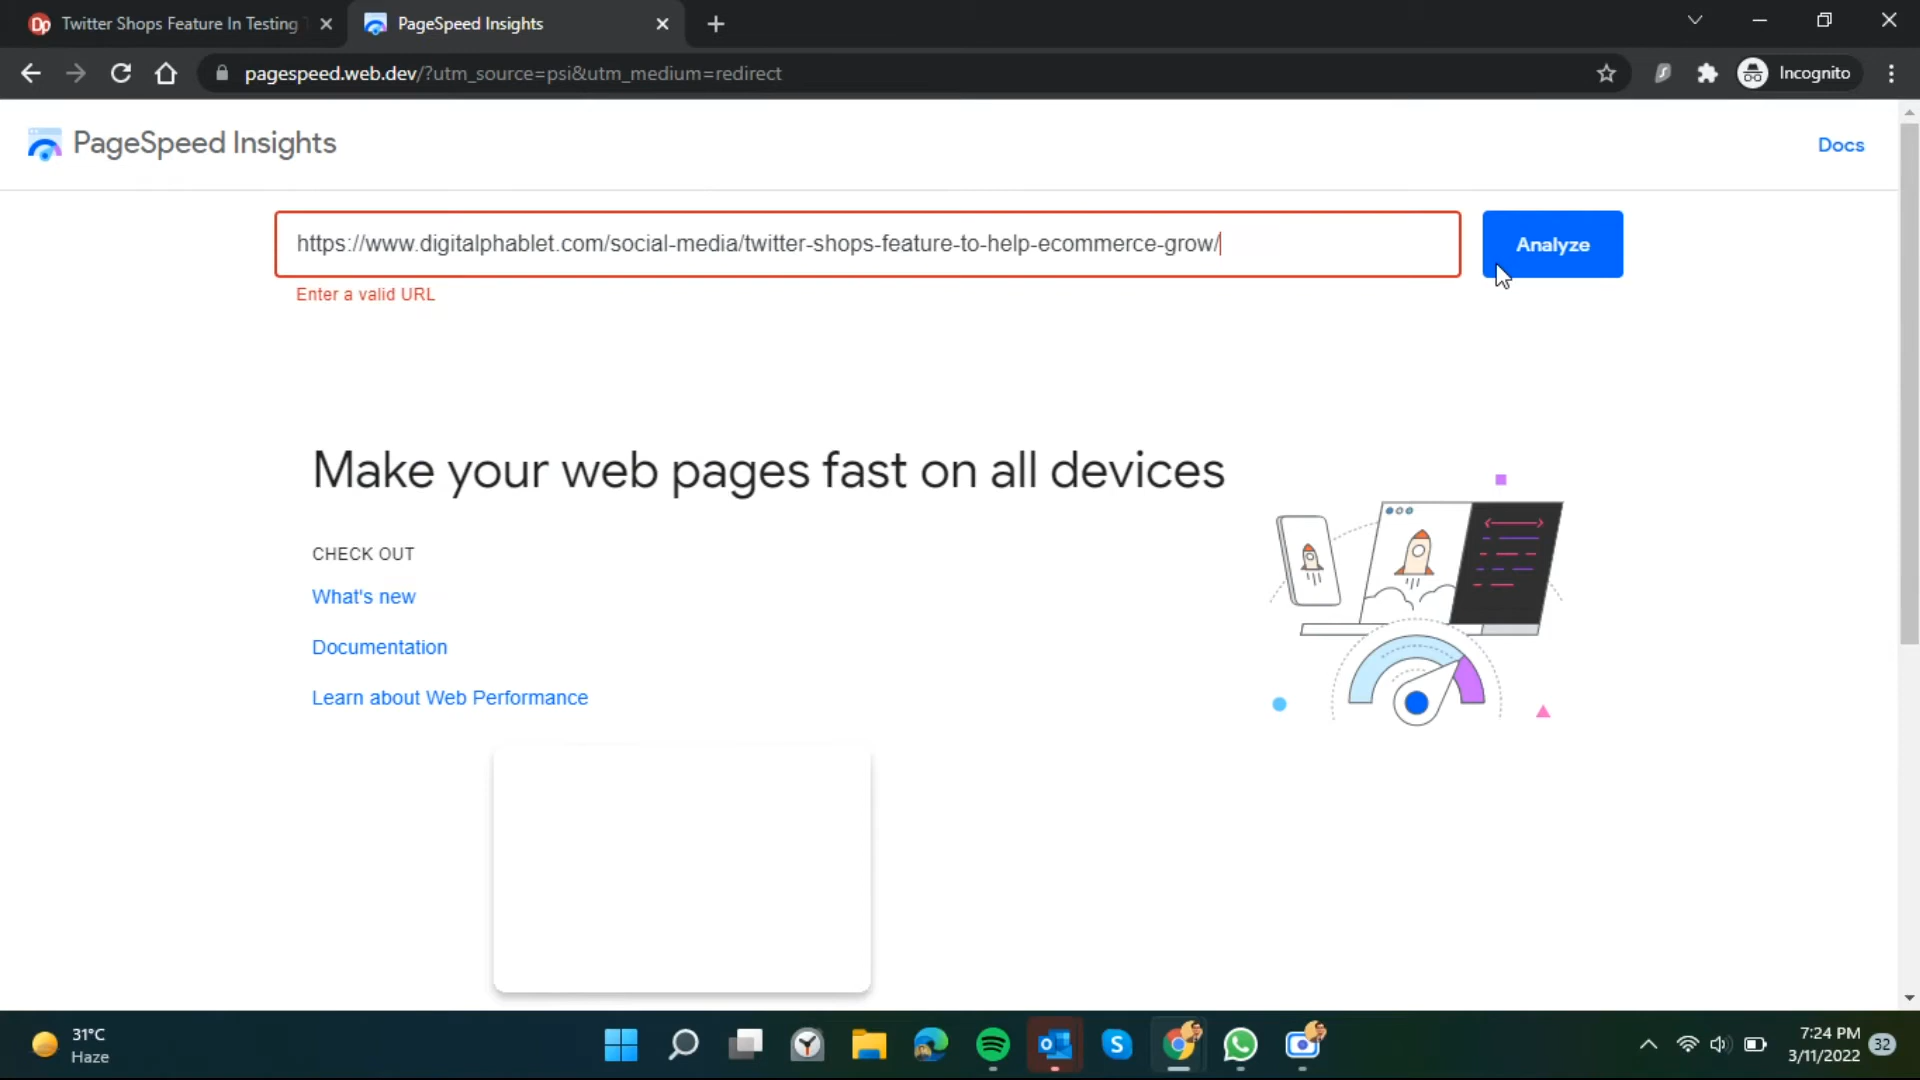 Dp Twitter Shops Feature In Testing
PageSpeed Insights
pagespeed.web.dev/?utm_source=psi&utm_medium=redirect
Incognito
PageSpeed Insights
Docs
https://www.digitalphablet.com/social-media/twitter-shops-feature-to-help-ecommerce-grow/
Analyze
Enter a valid URL
Make your web pages fast on all devices
CHECK OUT
What's new
Documentation
Learn about Web Performance
31°C
Haze
7:24 PM
3/11/2022
32